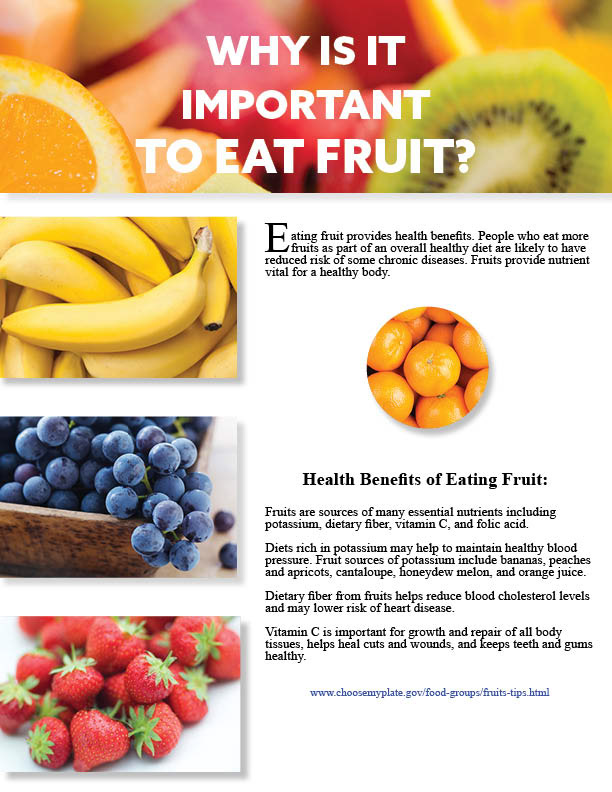 WHY IS IT
IMPORTANT
TO EAT FRUIT?
Eating fruit provides health benefits. People who eat more
fruits as part of an overall healthy diet are likely to have
reduced risk of some chronic diseases. Fruits provide nutrient
vital for a healthy body.
Health Benefits of Eating Fruit:
Fruits are sources of many essential nutrients including
potassium, dietary fiber, vitamin C, and folic acid.
Diets rich in potassium may help to maintain healthy blood
pressure. Fruit sources of potassium include bananas, peaches
and apricots, cantaloupe, honeydew melon, and orange juice.
Dietary fiber from fruits helps reduce blood cholesterol levels
and may lower risk of heart disease.
Vitamin C is important for growth and repair of all body
tissues, helps heal cuts and wounds, and keeps teeth and gums
healthy.
www.choosemyplate.gov/food-groups/fruits-tips.html